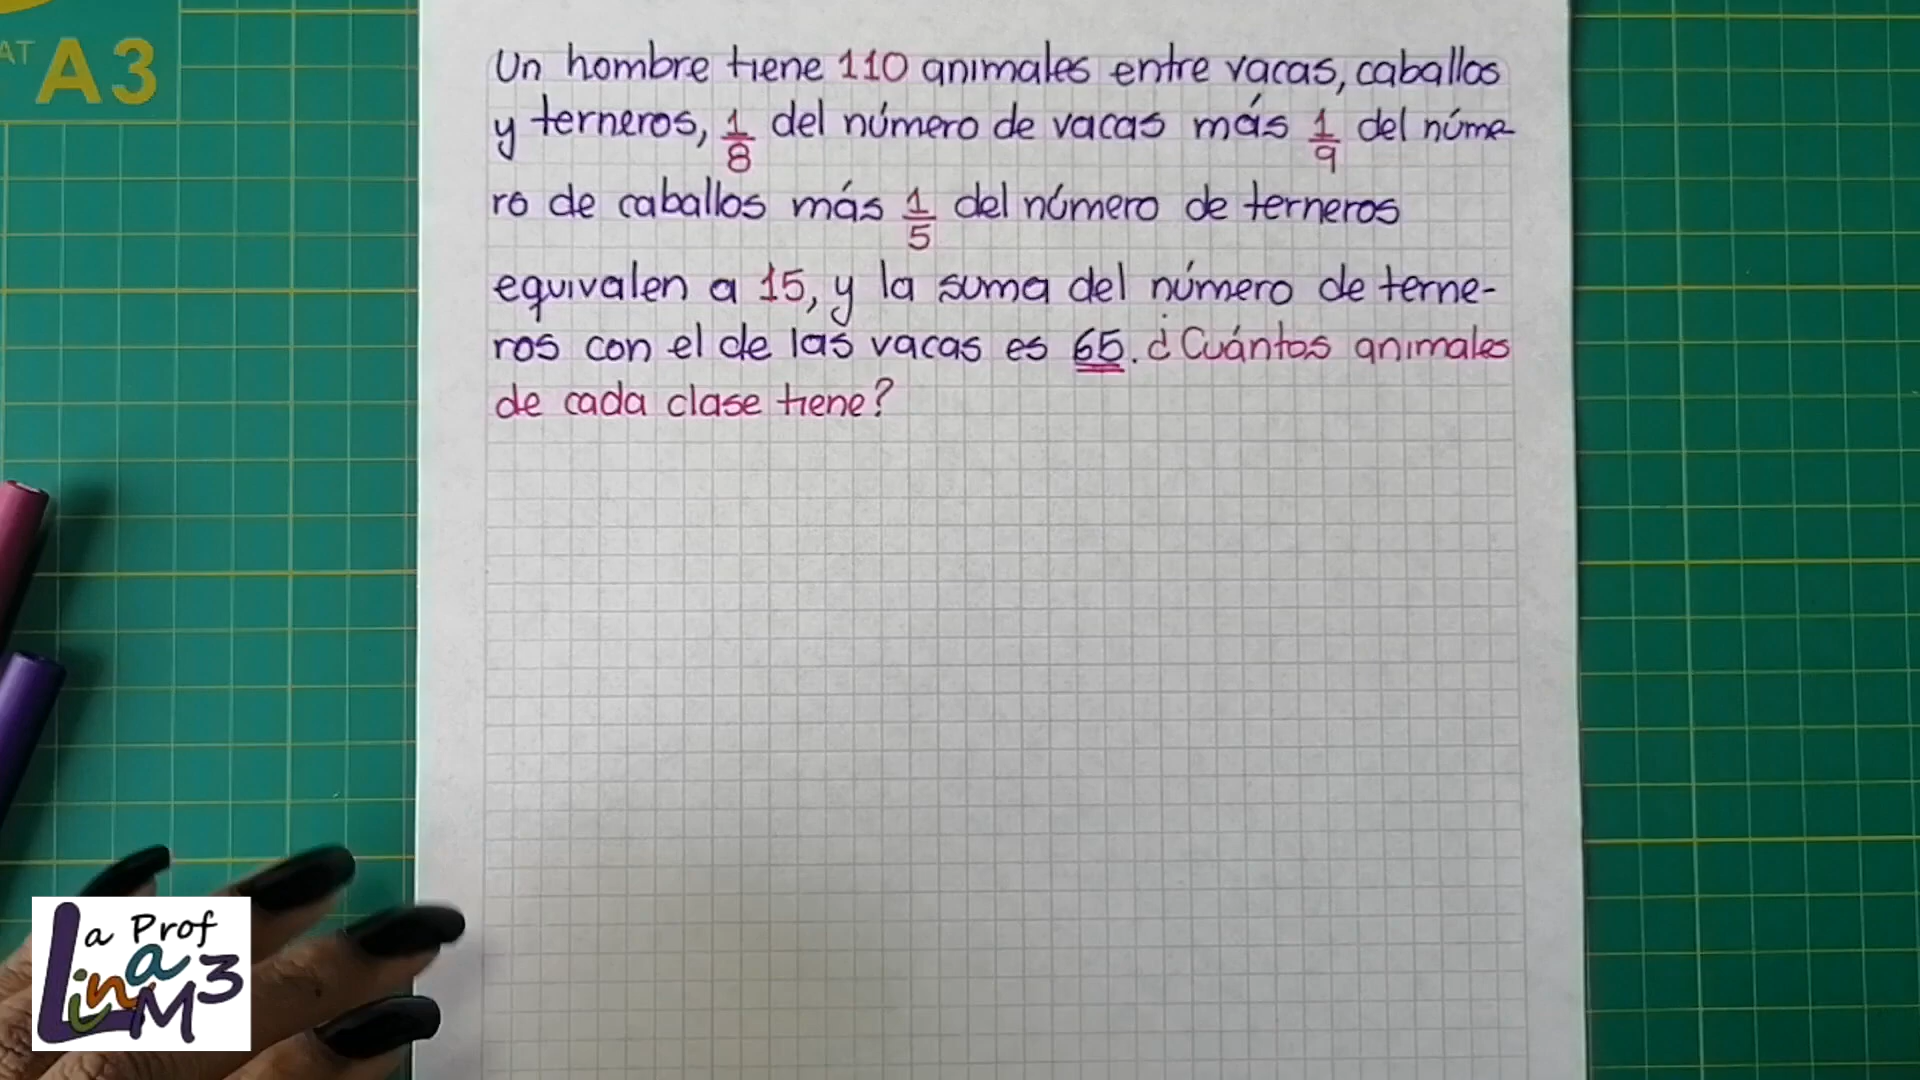 AT A3
Un hombre tiene 110 animales entre vacas, caballos
y terneros, 1/8 del número de vacas más 1/9 del núme-
ro de caballos más 1/5 del número de terneros
equivalen a 15, y la suma del número de terne-
ros con el de las vacas es 65. ¿Cuántos animales
de cada clase tiene?
La Prof
Lina M3